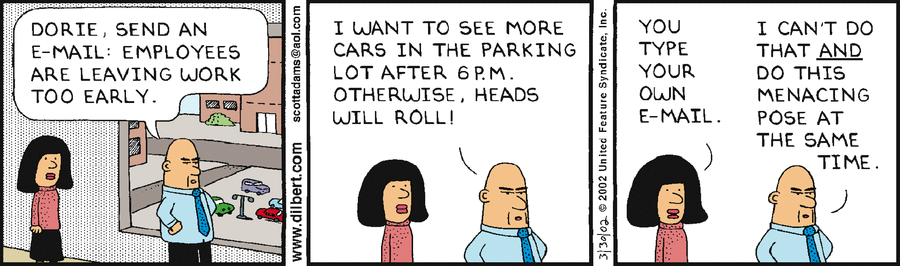 DORIE, SEND AN
E-MAIL: EMPLOYEES
ARE LEAVING WORK
TOO EARLY.
www.dilbert.com scottadams@aol.com
I WANT TO SEE MORE
CARS IN THE PARKING
LOT AFTER 6 P.M.
OTHERWISE, HEADS
WILL ROLL!
3/30/02 © 2002 United Feature Syndicate, Inc.
YOU
TYPE
YOUR
OWN
E-MAIL.
I CAN'T DO
THAT AND
DO THIS
MENACING
POSE AT
THE SAME
TIME.